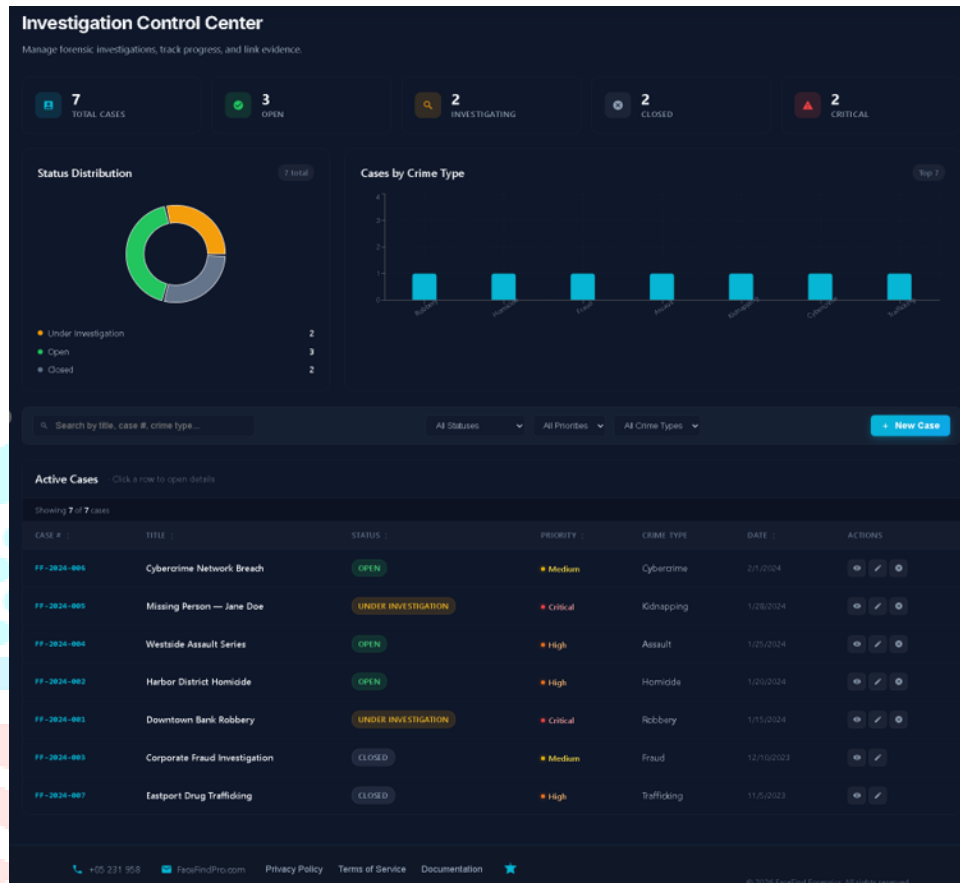 Investigation Control Center
Manage forensic investigations, track progress, and link evidence.
7
TOTAL CASES
3
OPEN
2
INVESTIGATING
2
CLOSED
2
CRITICAL
Status Distribution
7 total
Under Investigation 2
Open 3
Closed 2
Cases by Crime Type
Top 7
4
3
2
1
0
Robbery Homicide Fraud Assault Kidnapping Cybercrime Trafficking
Search by title, case #, crime type...
All Statuses
All Priorities
All Crime Types
+ New Case
Active Cases · Click a row to open details
Showing 7 of 7 cases
CASE # TITLE STATUS PRIORITY CRIME TYPE DATE ACTIONS
FF-2024-006 Cybercrime Network Breach OPEN Medium Cybercrime 2/1/2024
FF-2024-005 Missing Person — Jane Doe UNDER INVESTIGATION Critical Kidnapping 1/28/2024
FF-2024-004 Westside Assault Series OPEN High Assault 1/25/2024
FF-2024-002 Harbor District Homicide OPEN High Homicide 1/20/2024
FF-2024-001 Downtown Bank Robbery UNDER INVESTIGATION Critical Robbery 1/15/2024
FF-2024-003 Corporate Fraud Investigation CLOSED Medium Fraud 12/10/2023
FF-2024-007 Eastport Drug Trafficking CLOSED High Trafficking 11/5/2023
+05 231 958
FaceFindPro.com
Privacy Policy
Terms of Service
Documentation